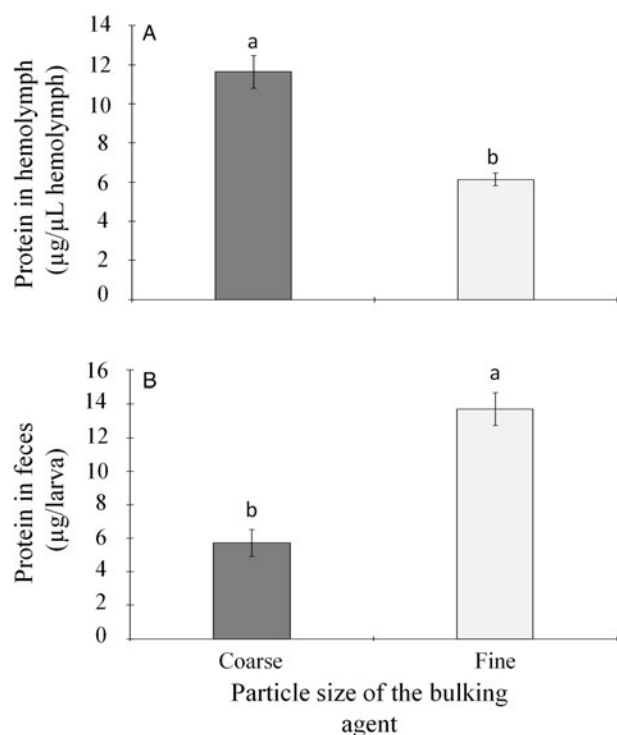 A
a
b
Protein in hemolymph
(µg/µL hemolymph)
14
12
10
8
6
4
2
0
B
a
b
Protein in feces
(µg/larva)
16
14
12
10
8
6
4
2
0
Coarse
Fine
Particle size of the bulking
agent